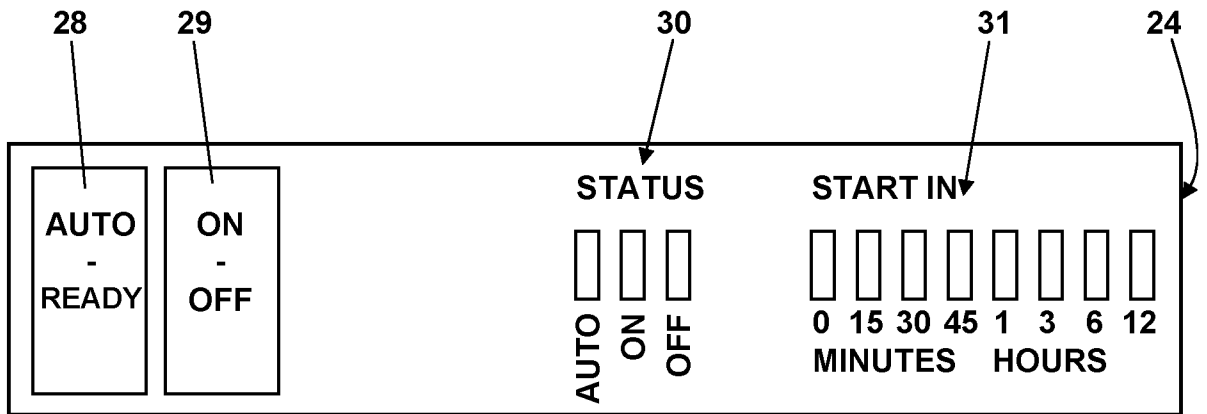 28 29 30 31 24
AUTO
-
READY
ON
-
OFF
STATUS
AUTO
ON
OFF
START IN
0 15 30 45 1 3 6 12
MINUTES HOURS